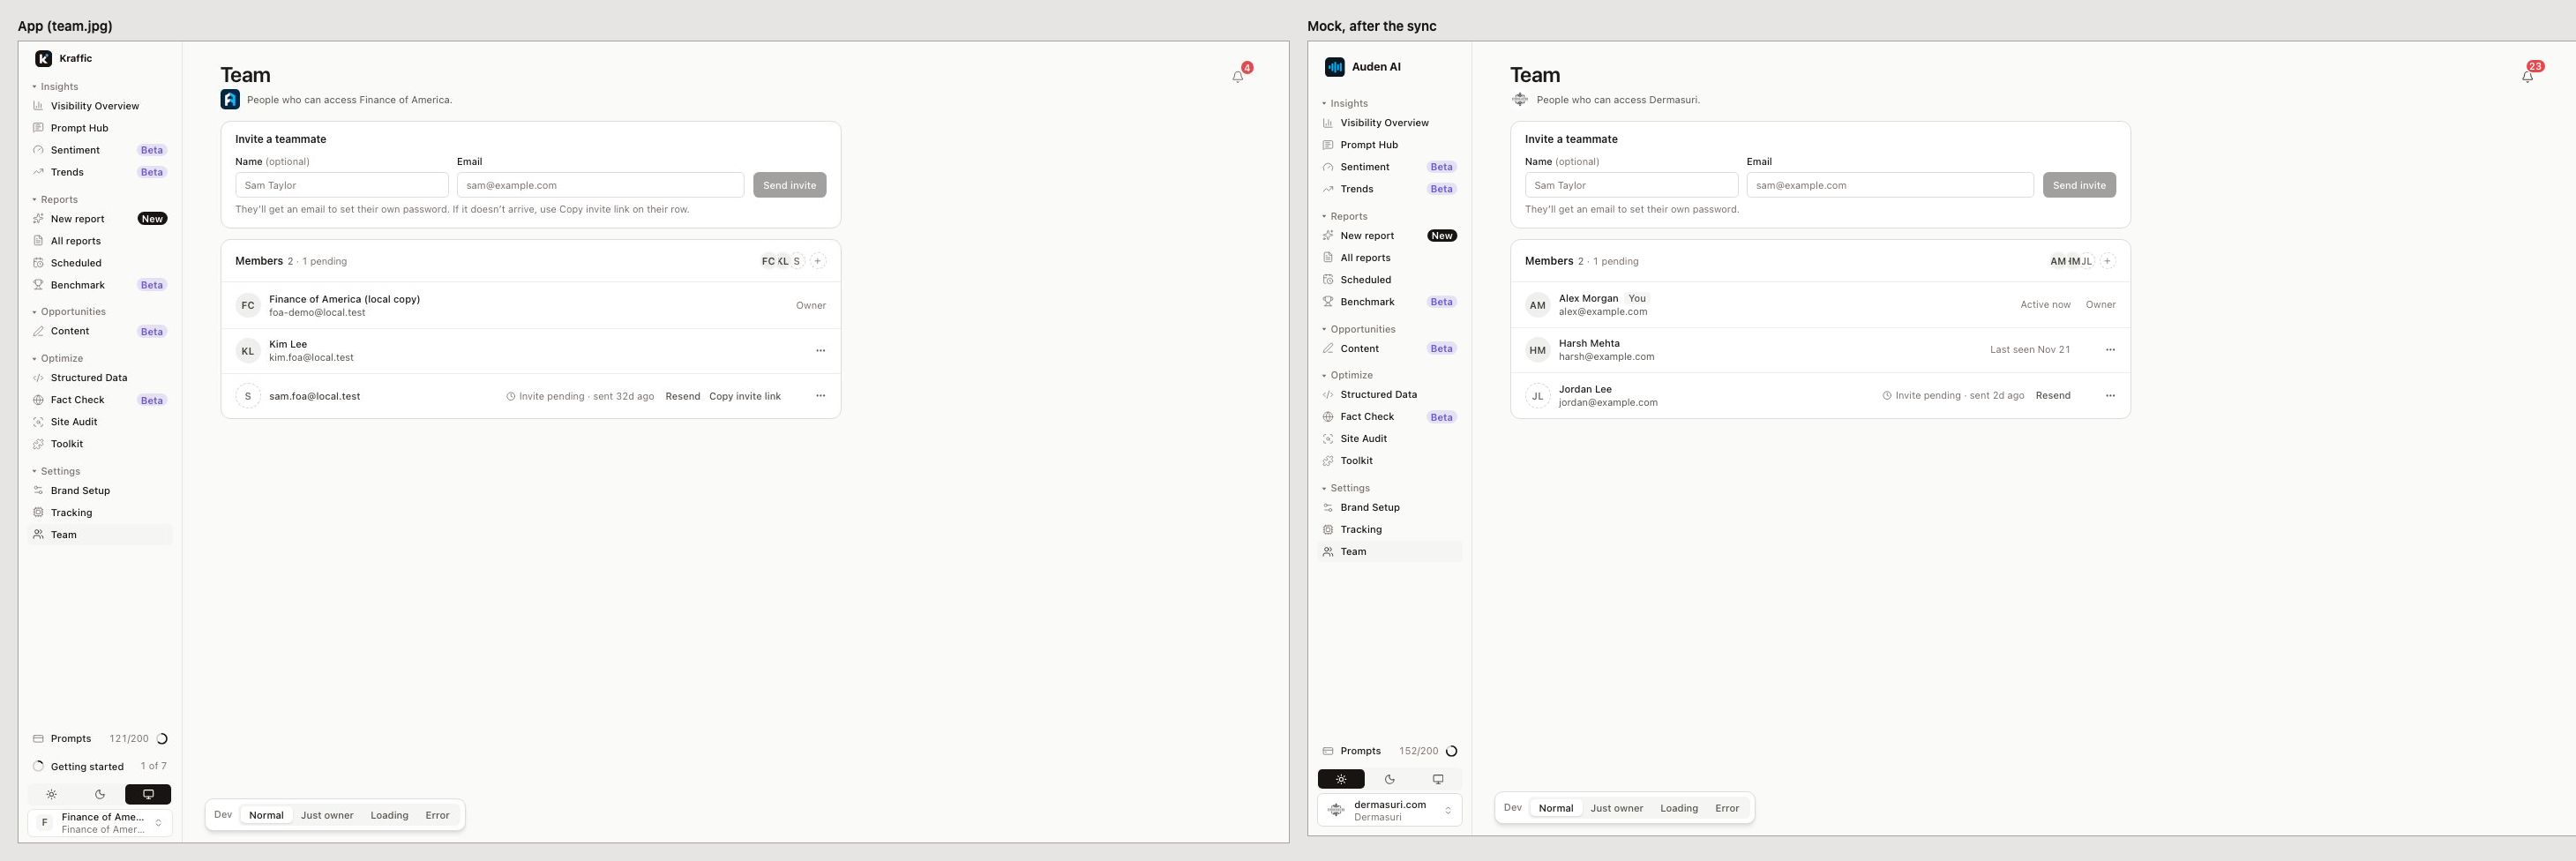 App (team.jpg)
Kraffic
Insights
Visibility Overview
Prompt Hub
Sentiment Beta
Trends Beta
Reports
New report New
All reports
Scheduled
Benchmark Beta
Opportunities
Content Beta
Optimize
Structured Data
Fact Check Beta
Site Audit
Toolkit
Settings
Brand Setup
Tracking
Team
Prompts 121/200
Getting started 1 of 7
F Finance of Ame...
Finance of Amer...
Team
4
People who can access Finance of America.
Invite a teammate
Name (optional) Email
Sam Taylor sam@example.com Send invite
They'll get an email to set their own password. If it doesn't arrive, use Copy invite link on their row.
Members 2 · 1 pending FC KL S +
FC Finance of America (local copy) Owner
foa-demo@local.test
KL Kim Lee
kim.foa@local.test
S sam.foa@local.test Invite pending · sent 32d ago Resend Copy invite link
Dev Normal Just owner Loading Error
Mock, after the sync
Auden AI
Insights
Visibility Overview
Prompt Hub
Sentiment Beta
Trends Beta
Reports
New report New
All reports
Scheduled
Benchmark Beta
Opportunities
Content Beta
Optimize
Structured Data
Fact Check Beta
Site Audit
Toolkit
Settings
Brand Setup
Tracking
Team
Prompts 152/200
dermasuri.com
Dermasuri
Team
23
People who can access Dermasuri.
Invite a teammate
Name (optional) Email
Sam Taylor sam@example.com Send invite
They'll get an email to set their own password.
Members 2 · 1 pending AM HM JL +
AM Alex Morgan You Active now Owner
alex@example.com
HM Harsh Mehta Last seen Nov 21
harsh@example.com
JL Jordan Lee Invite pending · sent 2d ago Resend
jordan@example.com
Dev Normal Just owner Loading Error